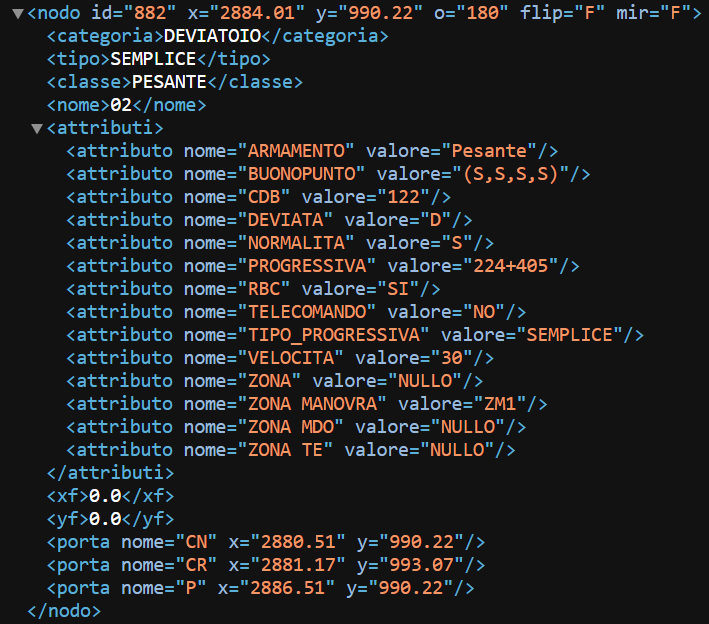 ▼<nodo id="882" x="2884.01" y="990.22" o="180" flip="F" mir="F">
<categoria>DEVIATOIO</categoria>
<tipo>SEMPLICE</tipo>
<classe>PESANTE</classe>
<nome>02</nome>
▼<attributi>
<attributo nome="ARMAMENTO" valore="Pesante"/>
<attributo nome="BUONOPUNTO" valore="(S,S,S,S)"/>
<attributo nome="CDB" valore="122"/>
<attributo nome="DEVIATA" valore="D"/>
<attributo nome="NORMALITA" valore="S"/>
<attributo nome="PROGRESSIVA" valore="224+405"/>
<attributo nome="RBC" valore="SI"/>
<attributo nome="TELECOMANDO" valore="NO"/>
<attributo nome="TIPO_PROGRESSIVA" valore="SEMPLICE"/>
<attributo nome="VELOCITA" valore="30"/>
<attributo nome="ZONA" valore="NULLO"/>
<attributo nome="ZONA MANOVRA" valore="ZM1"/>
<attributo nome="ZONA MDO" valore="NULLO"/>
<attributo nome="ZONA TE" valore="NULLO"/>
</attributi>
<xf>0.0</xf>
<yf>0.0</yf>
<porta nome="CN" x="2880.51" y="990.22"/>
<porta nome="CR" x="2881.17" y="993.07"/>
<porta nome="P" x="2886.51" y="990.22"/>
</nodo>